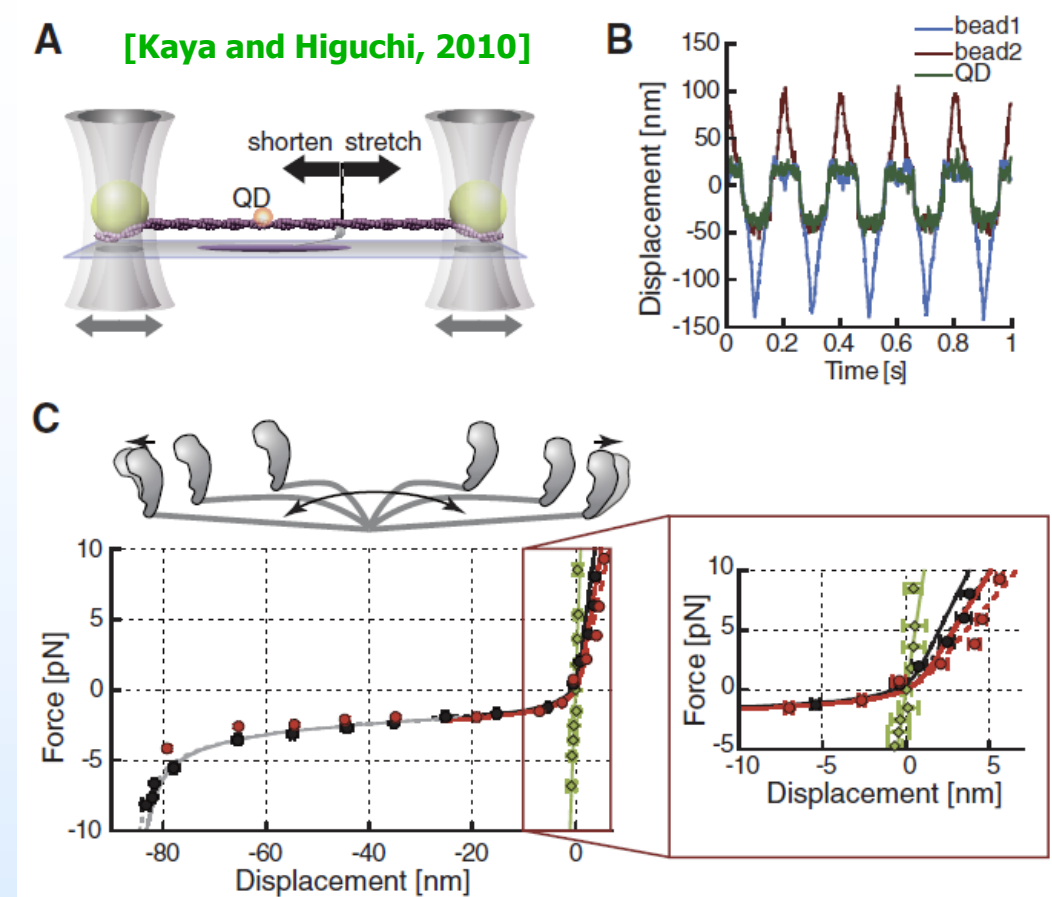 A
[Kaya and Higuchi, 2010]
shorten stretch
QD
B
bead1
bead2
QD
Displacement [nm]
150
100
50
0
-50
-100
-150
0 0.2 0.4 0.6 0.8 1
Time [s]
C
Force [pN]
10
5
0
-5
-10
-80 -60 -40 -20 0
Displacement [nm]
Force [pN]
10
5
0
-5
-10 -5 0 5
Displacement [nm]